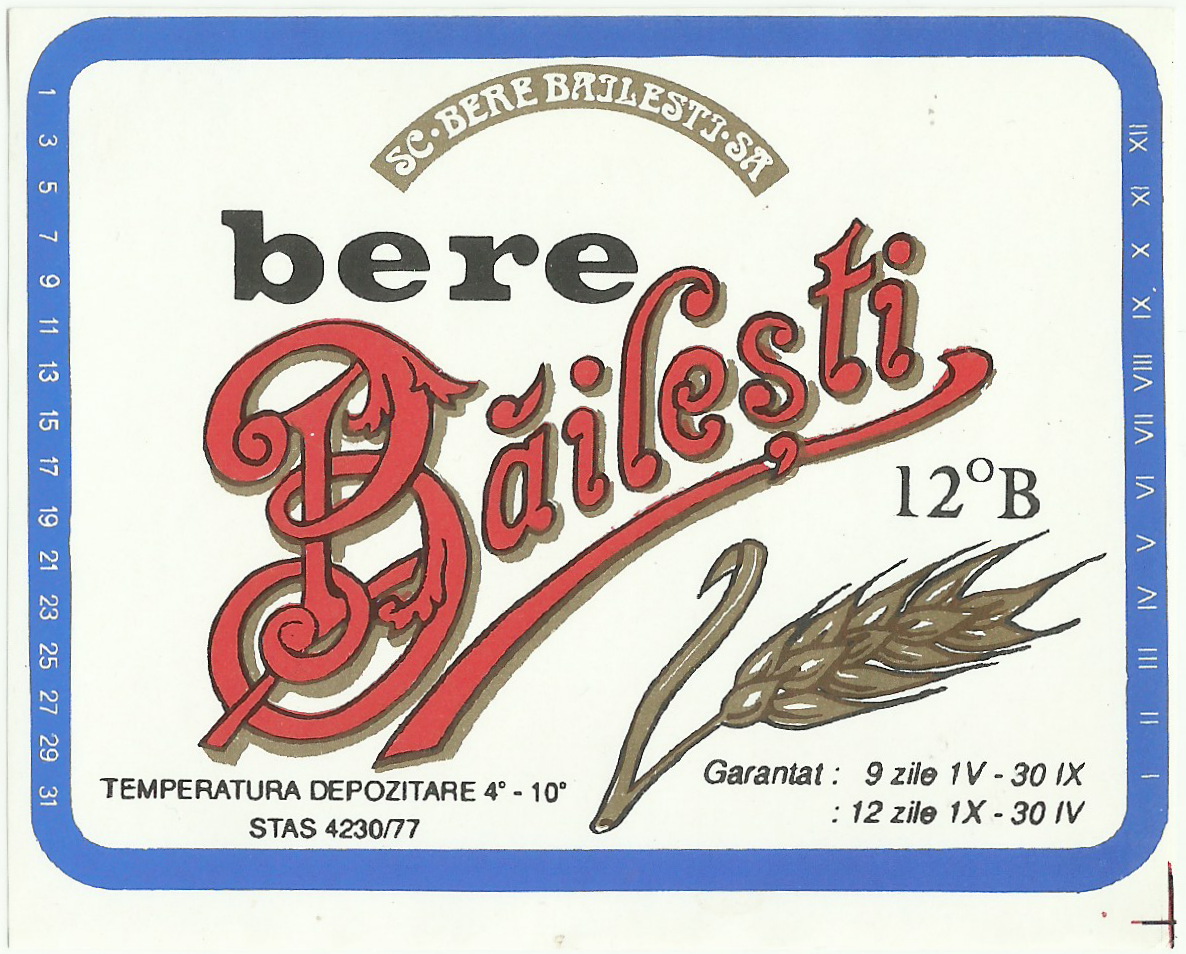 SC·BERE BAILESTI·SA
bere
Băilești
12°B
TEMPERATURA DEPOZITARE 4° - 10°
STAS 4230/77
Garantat : 9 zile 1V - 30 IX
: 12 zile 1X - 30 IV
1 3 5 7 9 11 13 15 17 19 21 23 25 27 29 31
I II III IV V VI VII VIII IX X XI XII